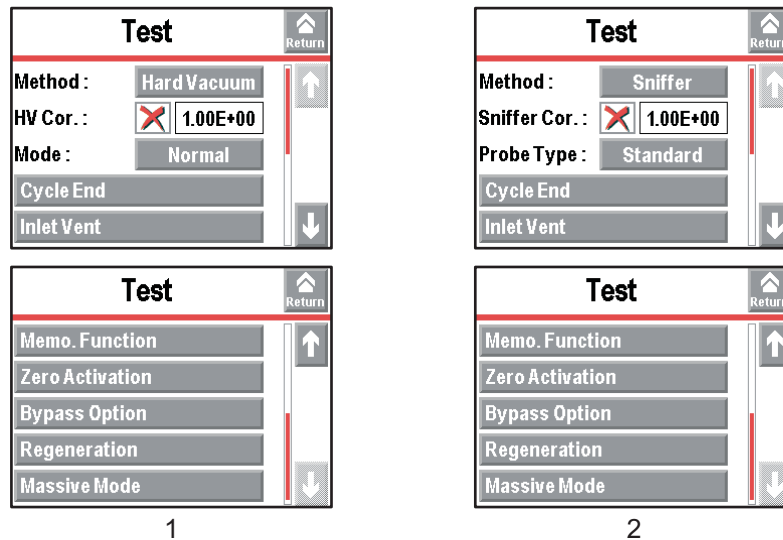 Test
Return
Method :
Hard Vacuum
HV Cor. :
1.00E+00
Mode :
Normal
Cycle End
Inlet Vent
Test
Return
Memo. Function
Zero Activation
Bypass Option
Regeneration
Massive Mode
1
Test
Return
Method :
Sniffer
Sniffer Cor. :
1.00E+00
Probe Type :
Standard
Cycle End
Inlet Vent
Test
Return
Memo. Function
Zero Activation
Bypass Option
Regeneration
Massive Mode
2